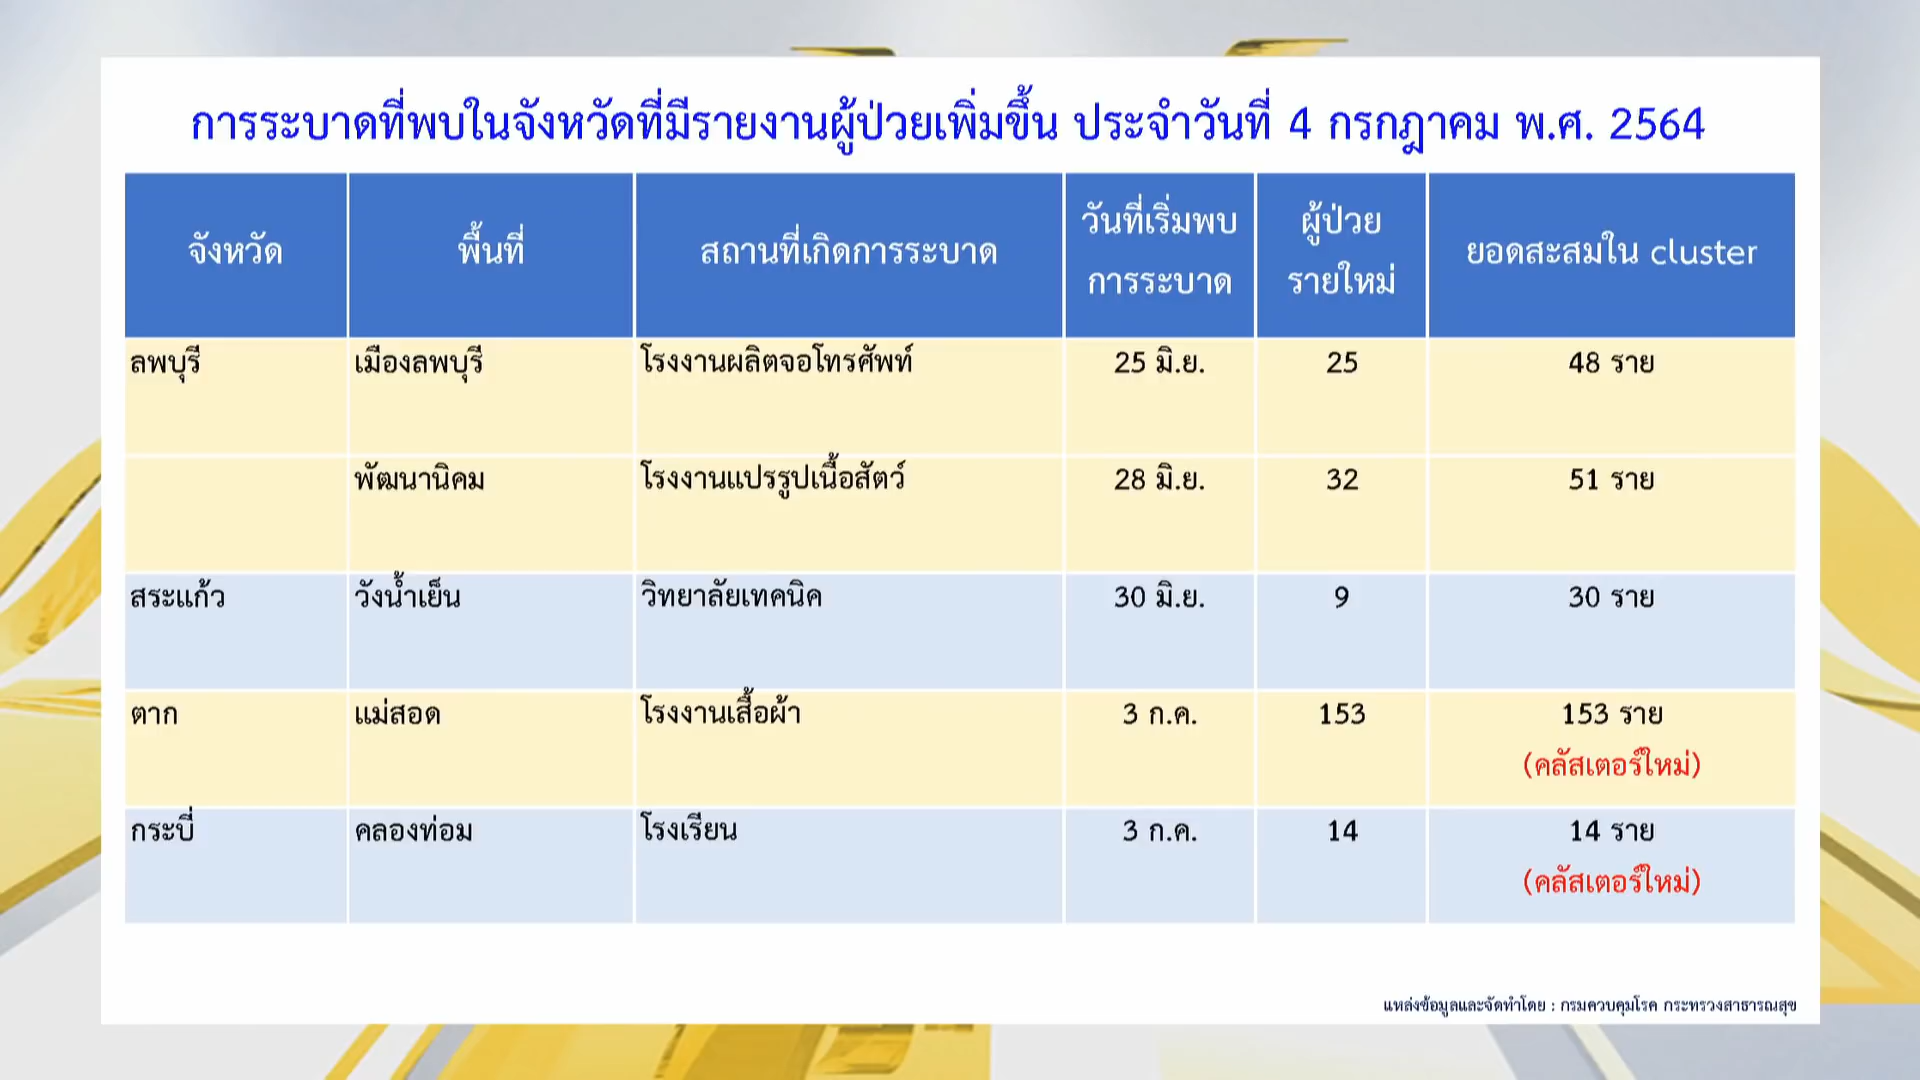 การระบาดที่พบในจังหวัดที่มีรายงานผู้ป่วยเพิ่มขึ้น ประจำวันที่ 4 กรกฎาคม พ.ศ. 2564
จังหวัด พื้นที่ สถานที่เกิดการระบาด วันที่เริ่มพบการระบาด ผู้ป่วยรายใหม่ ยอดสะสมใน cluster
ลพบุรี เมืองลพบุรี โรงงานผลิตจอโทรศัพท์ 25 มิ.ย. 25 48 ราย
พัฒนานิคม โรงงานแปรรูปเนื้อสัตว์ 28 มิ.ย. 32 51 ราย
สระแก้ว วังน้ำเย็น วิทยาลัยเทคนิค 30 มิ.ย. 9 30 ราย
ตาก แม่สอด โรงงานเสื้อผ้า 3 ก.ค. 153 153 ราย
(คลัสเตอร์ใหม่)
กระบี่ คลองท่อม โรงเรียน 3 ก.ค. 14 14 ราย
(คลัสเตอร์ใหม่)
แหล่งข้อมูลและจัดทำโดย : กรมควบคุมโรค กระทรวงสาธารณสุข